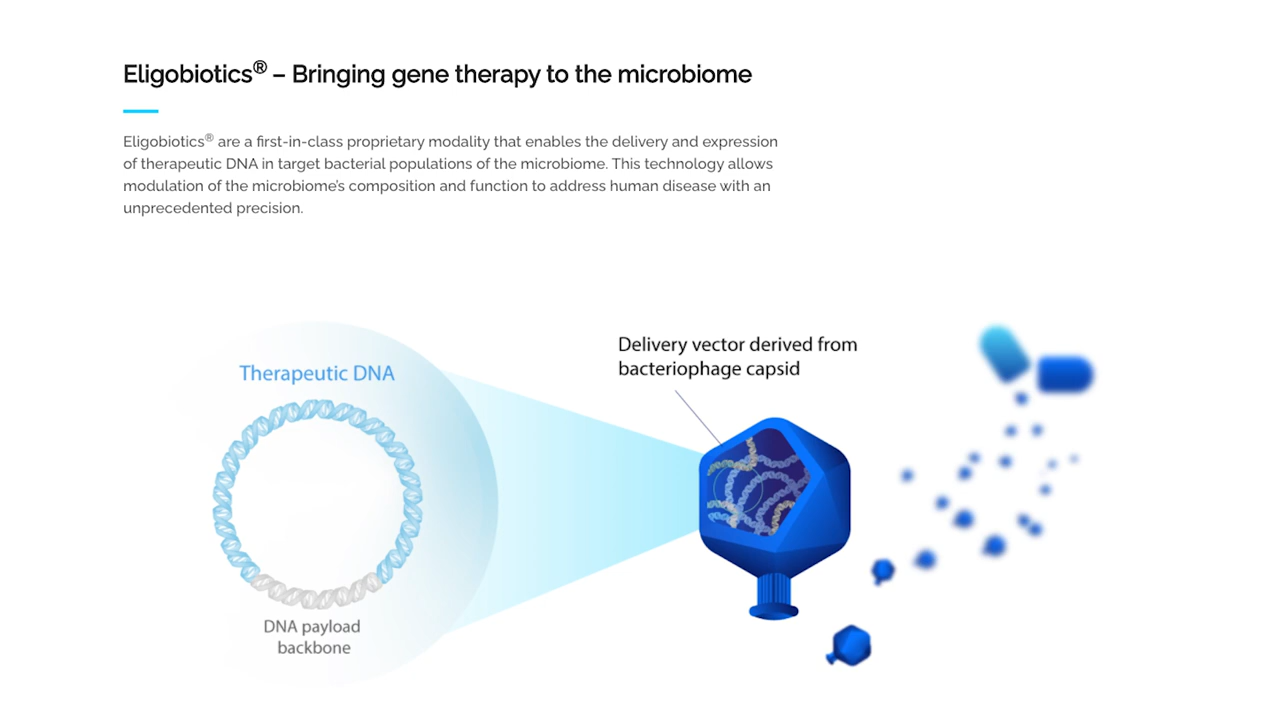 Eligobiotics® – Bringing gene therapy to the microbiome
Eligobiotics® are a first-in-class proprietary modality that enables the delivery and expression
of therapeutic DNA in target bacterial populations of the microbiome. This technology allows
modulation of the microbiome's composition and function to address human disease with an
unprecedented precision.
Delivery vector derived from
bacteriophage capsid
Therapeutic DNA
DNA payload
backbone